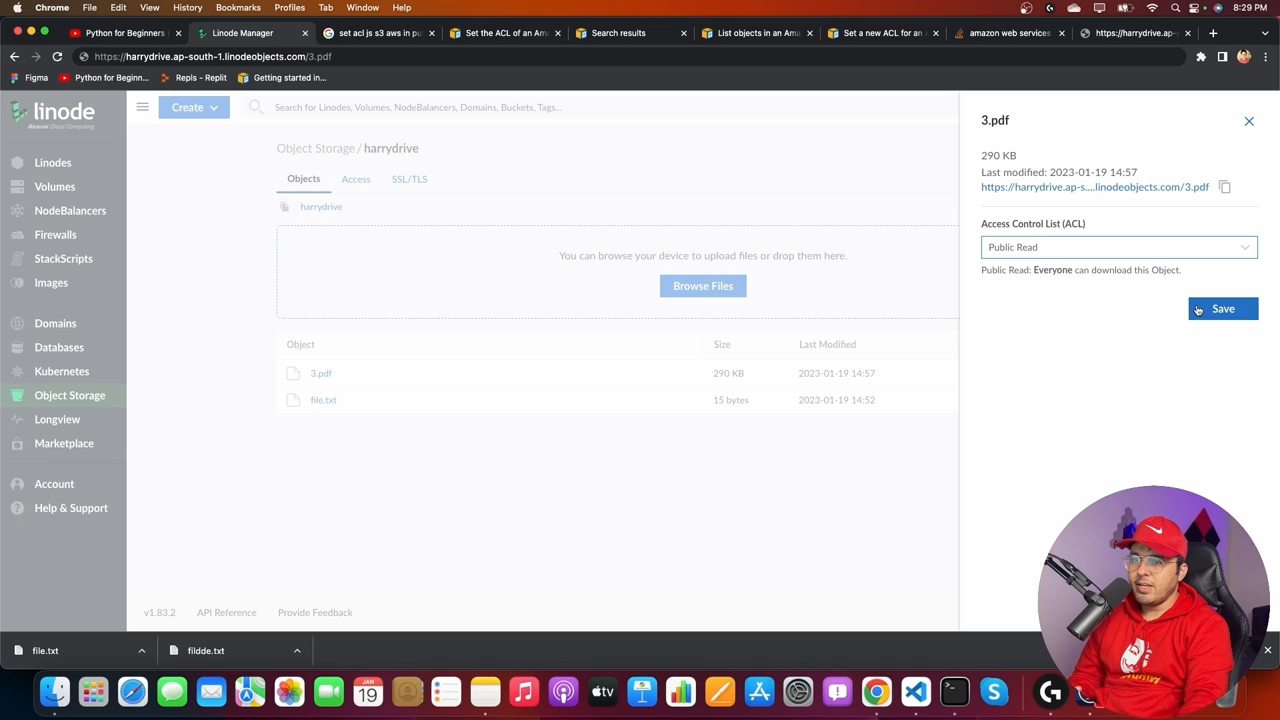 Chrome File Edit View History Bookmarks Profiles Tab Window Help 8:29 PM
Python for Beginners Linode Manager set acl js s3 aws in pu Set the ACL of an Ama Search results List objects in an Ama Set a new ACL for an A amazon web services https://harrydrive.ap-s
https://harrydrive.ap-south-1.linodeobjects.com/3.pdf
Figma Python for Beginn... Repls - Replit Getting started in...
linode
Akamai Cloud Computing
Create
Search for Linodes, Volumes, NodeBalancers, Domains, Buckets, Tags...
Linodes
Volumes
NodeBalancers
Firewalls
StackScripts
Images
Domains
Databases
Kubernetes
Object Storage
Longview
Marketplace
Account
Help & Support
Object Storage / harrydrive
Objects Access SSL/TLS
harrydrive
You can browse your device to upload files or drop them here.
Browse Files
Object Size Last Modified
3.pdf 290 KB 2023-01-19 14:57
file.txt 15 bytes 2023-01-19 14:52
v1.83.2 API Reference Provide Feedback
3.pdf
290 KB
Last modified: 2023-01-19 14:57
https://harrydrive.ap-s....linodeobjects.com/3.pdf
Access Control List (ACL)
Public Read
Public Read: Everyone can download this Object.
Save
file.txt fildde.txt
JAN
19
tv